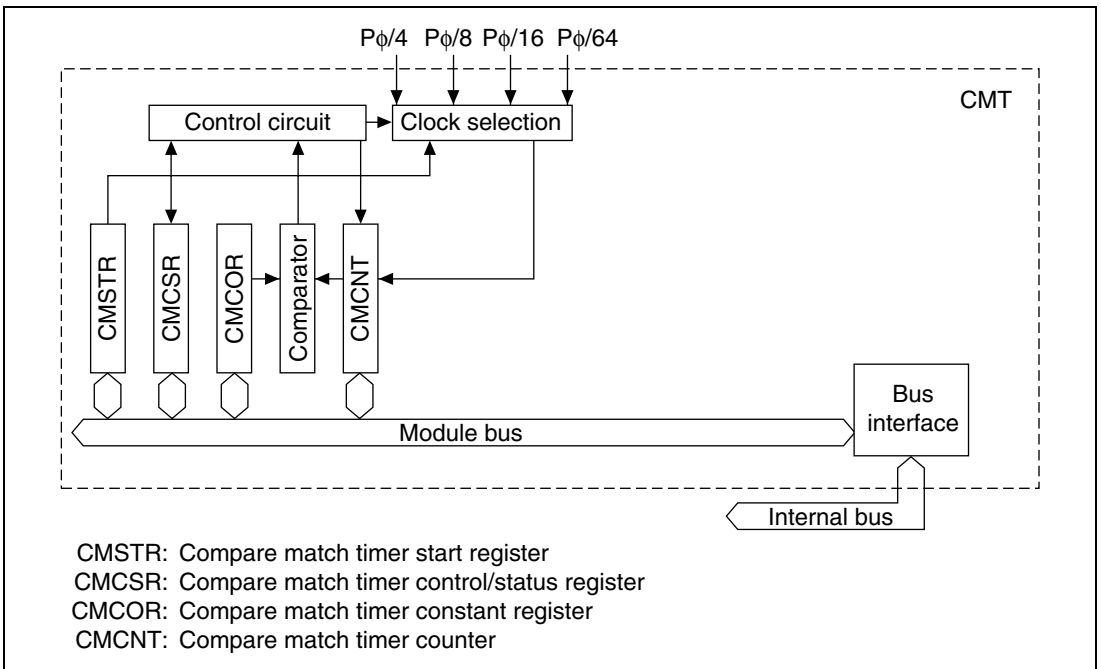 Pϕ/4 Pϕ/8 Pϕ/16 Pϕ/64
CMT
Control circuit
Clock selection
CMSTR
CMCSR
CMCOR
Comparator
CMCNT
Bus
interface
Module bus
Internal bus
CMSTR: Compare match timer start register
CMCSR: Compare match timer control/status register
CMCOR: Compare match timer constant register
CMCNT: Compare match timer counter